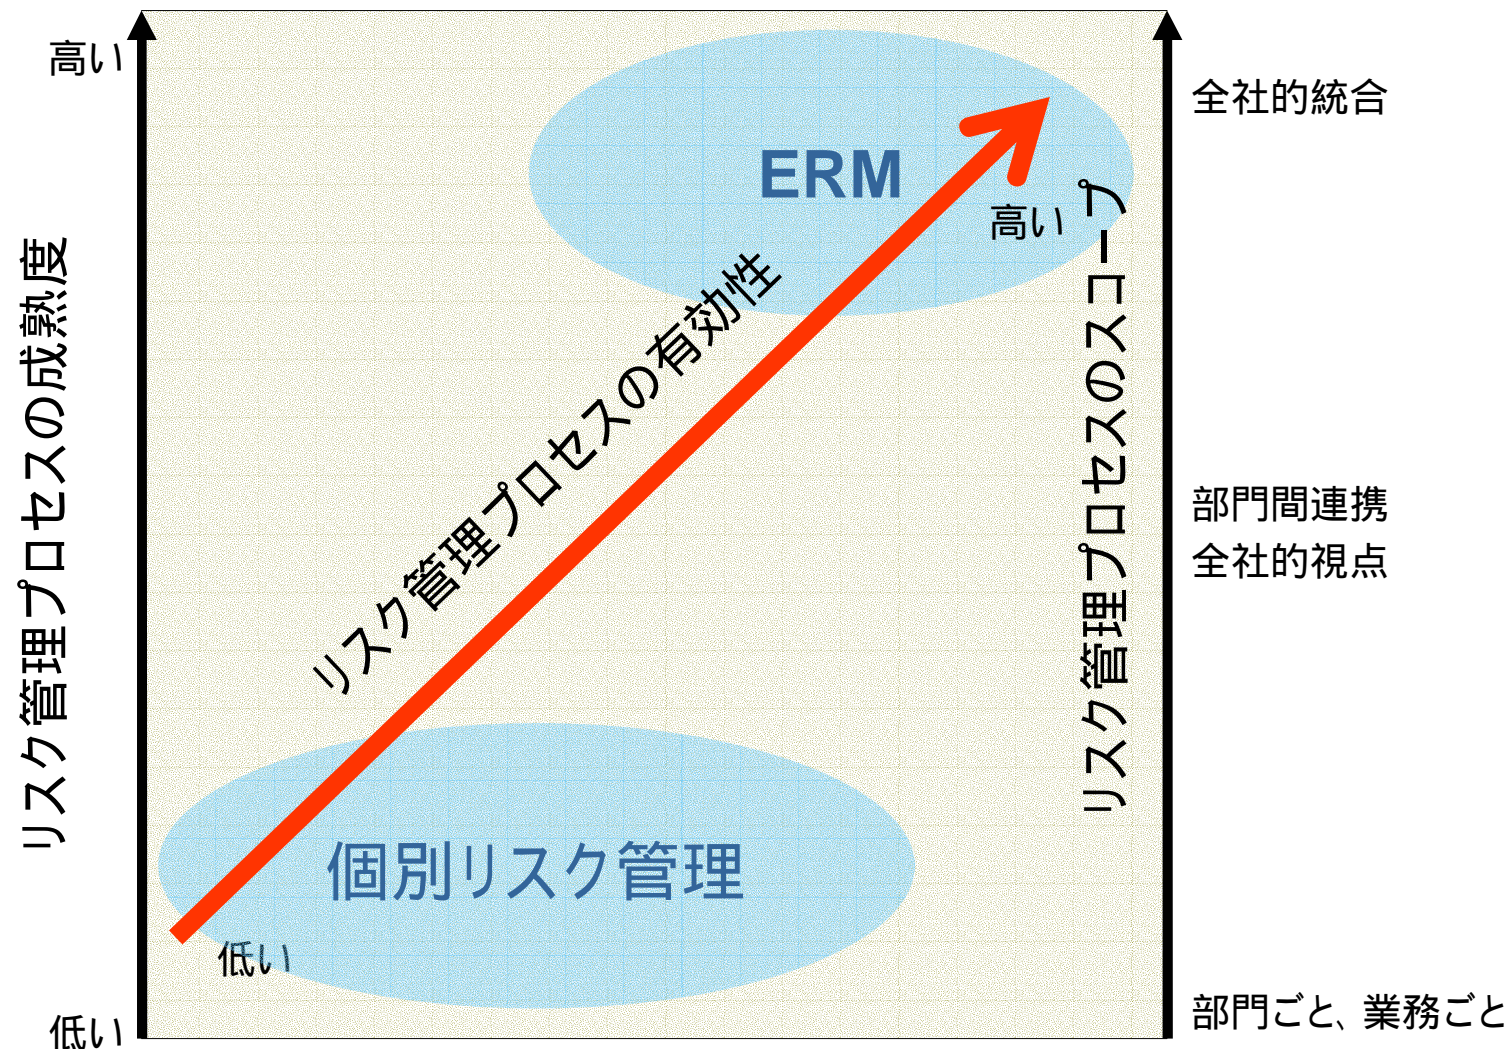 高い
リスク管理プロセスの成熟度
低い
ERM
高い
リスク管理プロセスの有効性
個別リスク管理
低い
リスク管理プロセスのスコープ
全社的統合
部門間連携
全社的視点
部門ごと、業務ごと